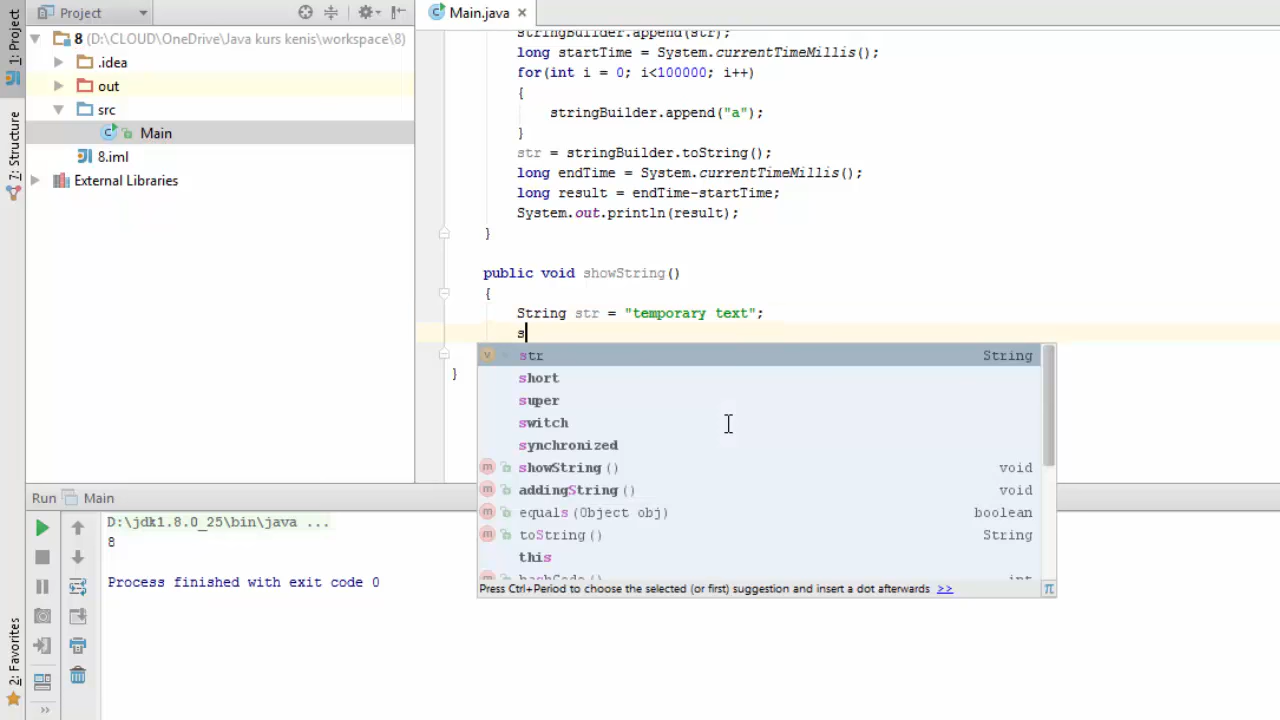 1: Project
7: Structure
2: Favorites
Project
8 (D:\CLOUD\OneDrive\Java kurs kenis\workspace\8)
.idea
out
src
Main
8.iml
External Libraries
Main.java
stringBuilder.append(str);
long startTime = System.currentTimeMillis();
for(int i = 0; i<100000; i++)
{
stringBuilder.append("a");
}
str = stringBuilder.toString();
long endTime = System.currentTimeMillis();
long result = endTime-startTime;
System.out.println(result);
}
public void showString()
{
String str = "temporary text";
s
}
str String
short
super
switch
synchronized
showString() void
addingString() void
equals(Object obj) boolean
toString() String
this
hashCode() int
Press Ctrl+Period to choose the selected (or first) suggestion and insert a dot afterwards >>
π
Run Main
D:\jdk1.8.0_25\bin\java ...
8
Process finished with exit code 0
>>